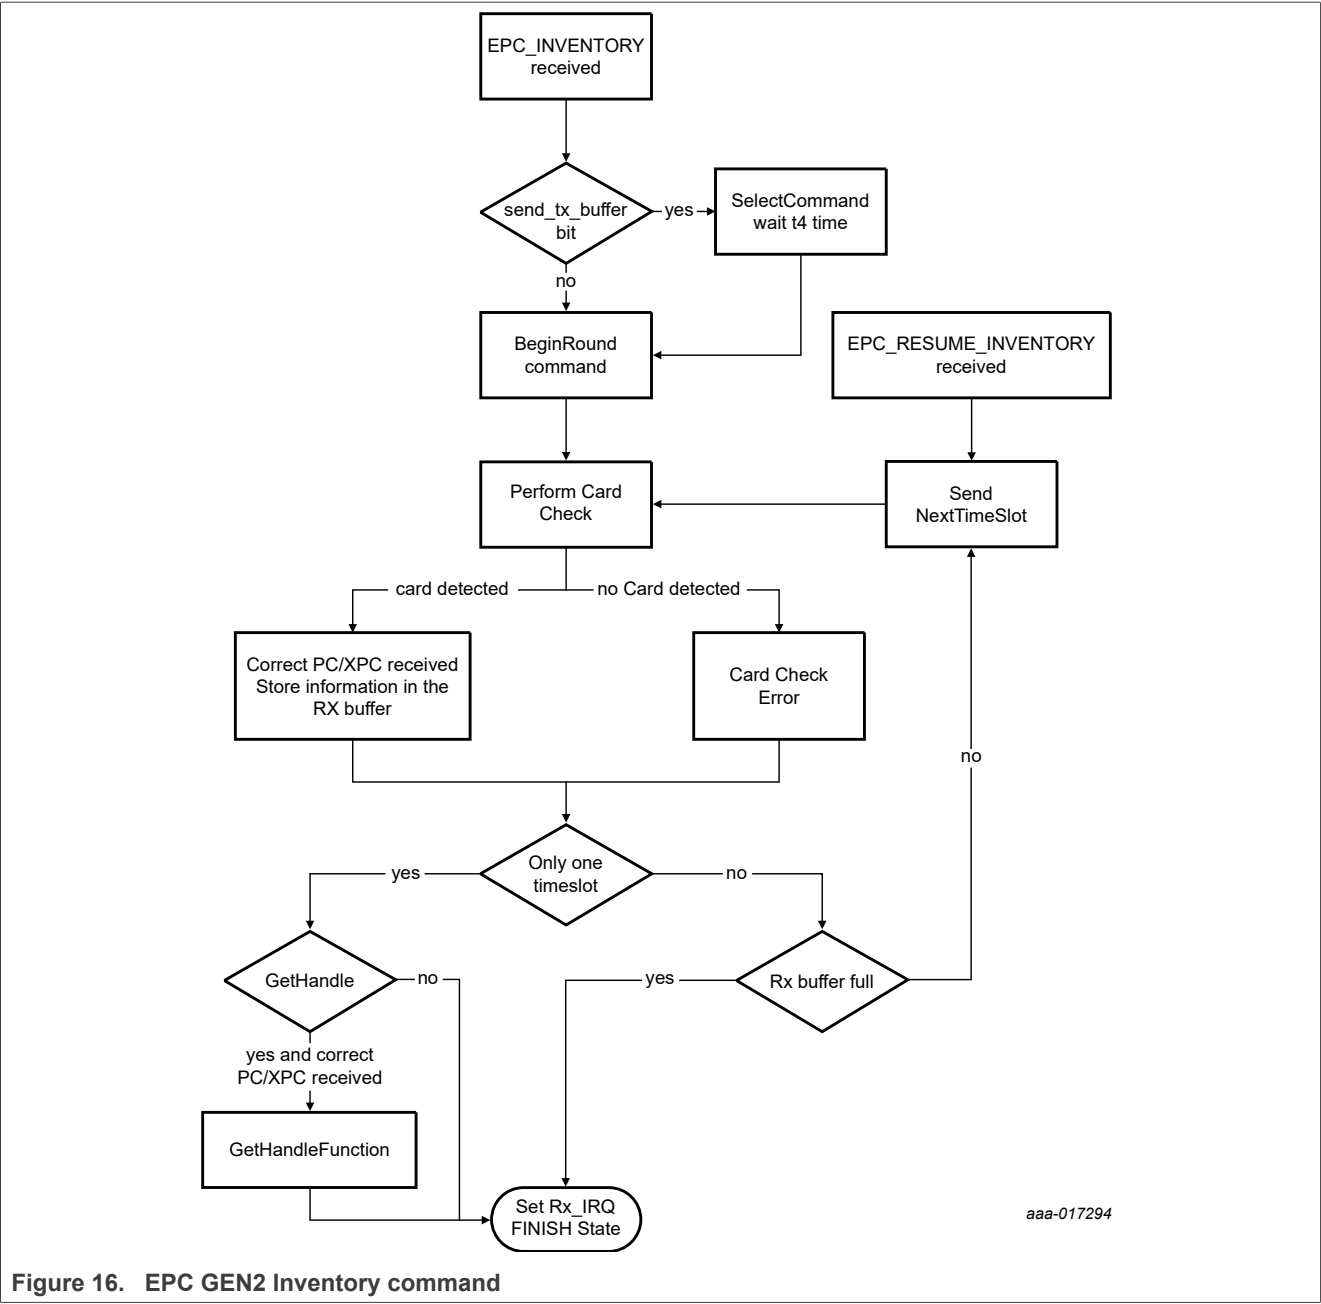 EPC_INVENTORY
received
send_tx_buffer
bit
yes
SelectCommand
wait t4 time
no
BeginRound
command
EPC_RESUME_INVENTORY
received
Perform Card
Check
Send
NextTimeSlot
card detected
no Card detected
Correct PC/XPC received
Store information in the
RX buffer
Card Check
Error
no
Only one
timeslot
yes
no
GetHandle
no
yes
Rx buffer full
yes and correct
PC/XPC received
GetHandleFunction
Set Rx_IRQ
FINISH State
aaa-017294
Figure 16. EPC GEN2 Inventory command